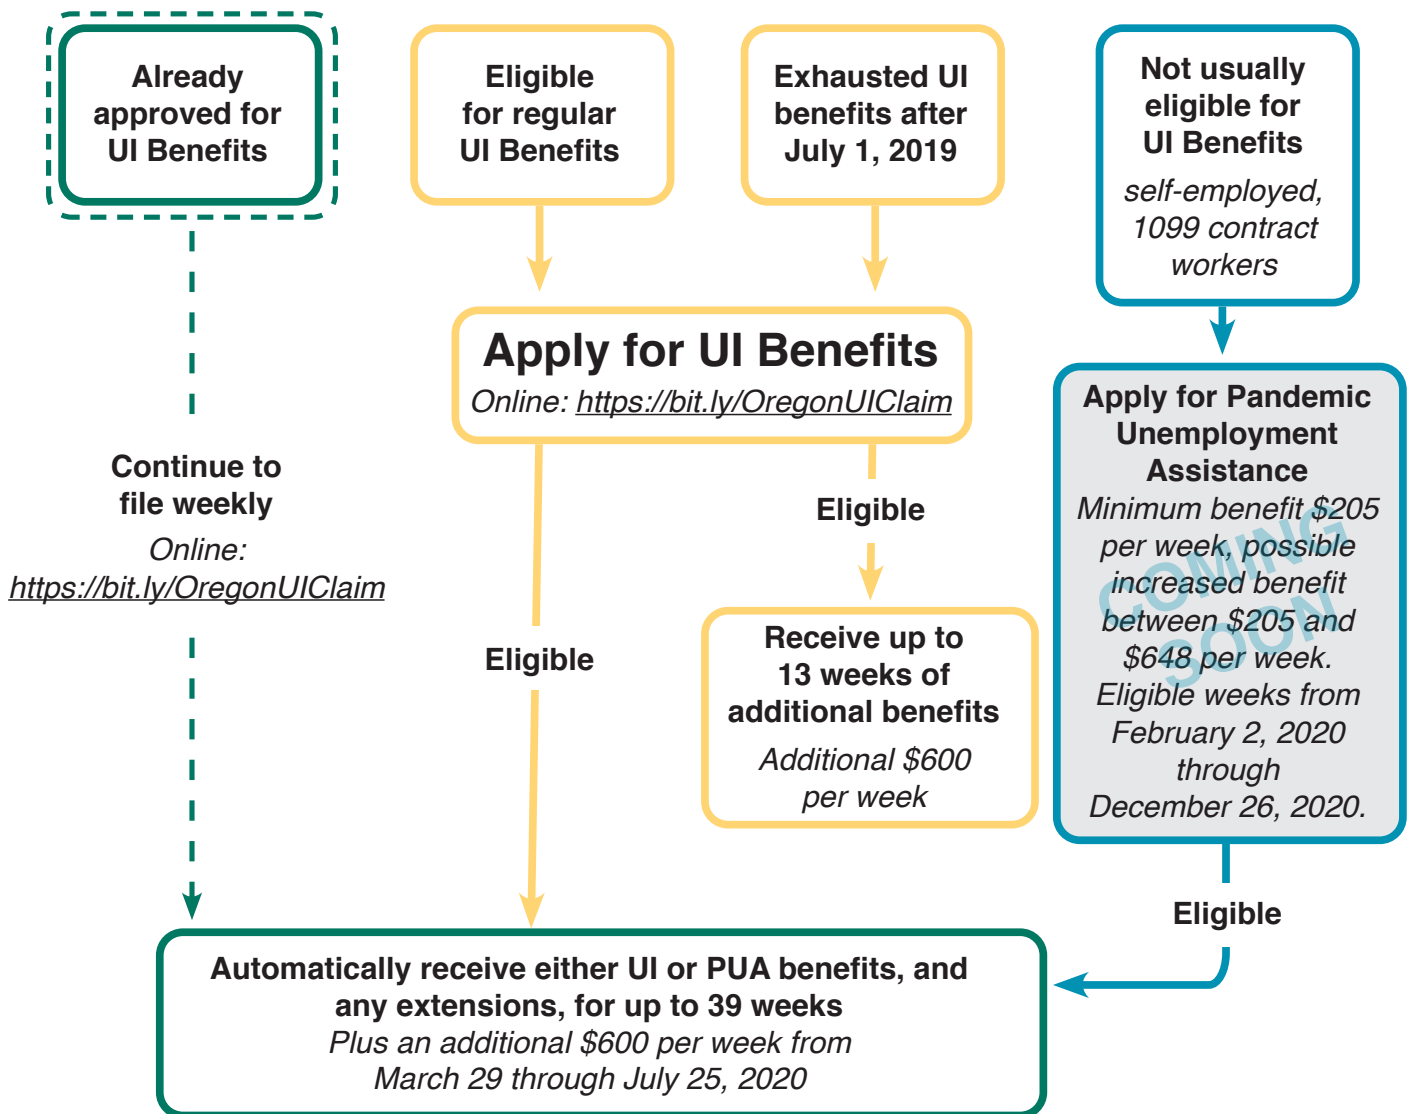 Already
approved for
UI Benefits
Eligible
for regular
UI Benefits
Exhausted UI
benefits after
July 1, 2019
Not usually
eligible for
UI Benefits
self-employed,
1099 contract
workers
Apply for UI Benefits
Online: https://bit.ly/OregonUIClaim
Continue to
file weekly
Online:
https://bit.ly/OregonUIClaim
Eligible
Eligible
Receive up to
13 weeks of
additional benefits
Additional $600
per week
Apply for Pandemic
Unemployment
Assistance
Minimum benefit $205
per week, possible
increased benefit
between $205 and
$648 per week.
Eligible weeks from
February 2, 2020
through
December 26, 2020.
COMING
SOON
Eligible
Automatically receive either UI or PUA benefits, and
any extensions, for up to 39 weeks
Plus an additional $600 per week from
March 29 through July 25, 2020